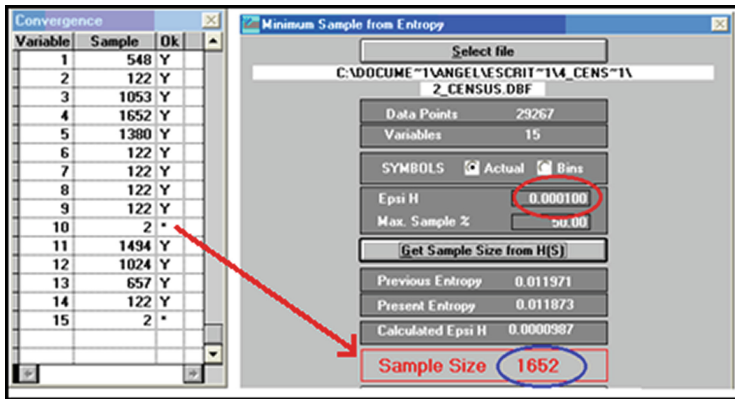 Convergence
Variable Sample Ok
1 548 Y
2 122 Y
3 1053 Y
4 1652 Y
5 1380 Y
6 122 Y
7 122 Y
8 122 Y
9 122 Y
10 2 *
11 1494 Y
12 1024 Y
13 657 Y
14 122 Y
15 2 *
Minimum Sample from Entropy
Select file
C:\DOCUME~1\ANGEL\ESCRIT~1\4_CENS~1\
2_CENSUS.DBF
Data Points 29267
Variables 15
SYMBOLS Actual Bins
Epsi H 0.000100
Max. Sample % 50.00
Get Sample Size from H(S)
Previous Entropy 0.011971
Present Entropy 0.011873
Calculated Epsi H 0.0000987
Sample Size 1652